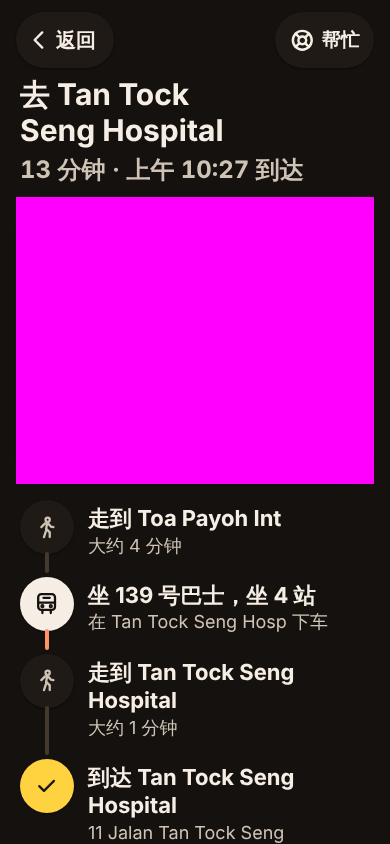 返回
帮忙
去 Tan Tock
Seng Hospital
13 分钟 · 上午 10:27 到达
走到 Toa Payoh Int
大约 4 分钟
坐 139 号巴士，坐 4 站
在 Tan Tock Seng Hosp 下车
走到 Tan Tock Seng
Hospital
大约 1 分钟
到达 Tan Tock Seng
Hospital
11 Jalan Tan Tock Seng